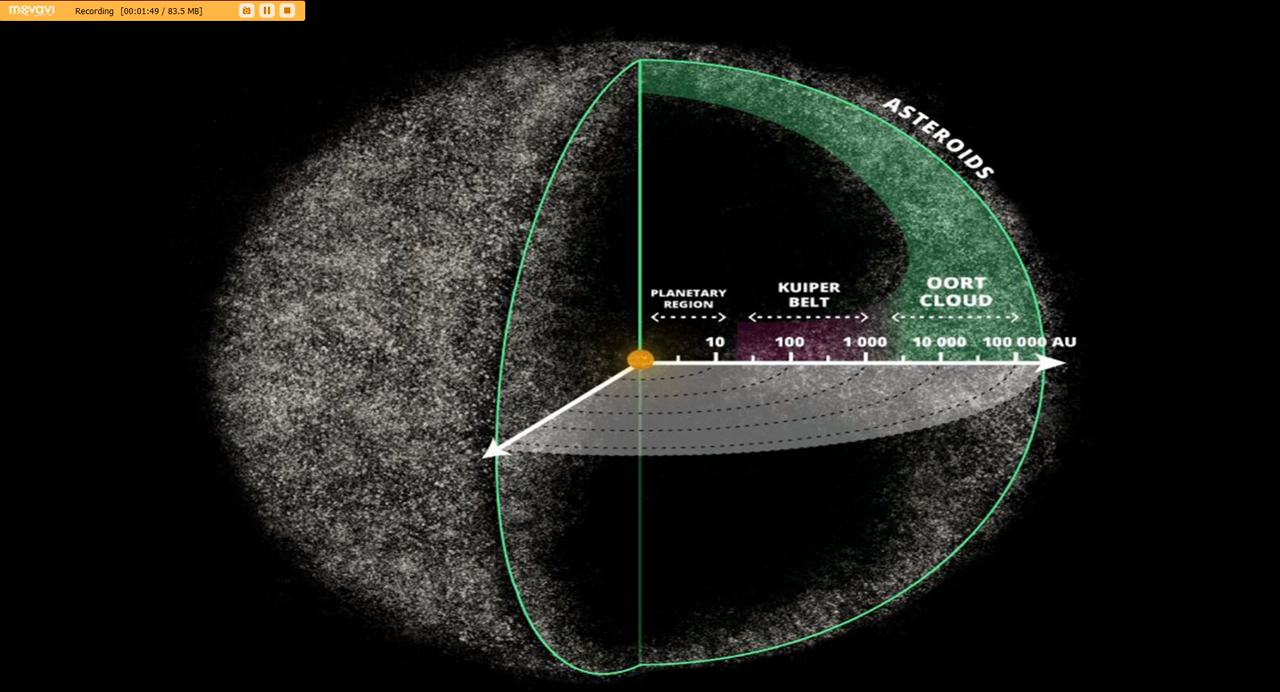 movavi Recording [00:01:49 / 83.5 MB]
ASTEROIDS
PLANETARY
REGION
KUIPER
BELT
OORT
CLOUD
10 100 1 000 10 000 100 000 AU